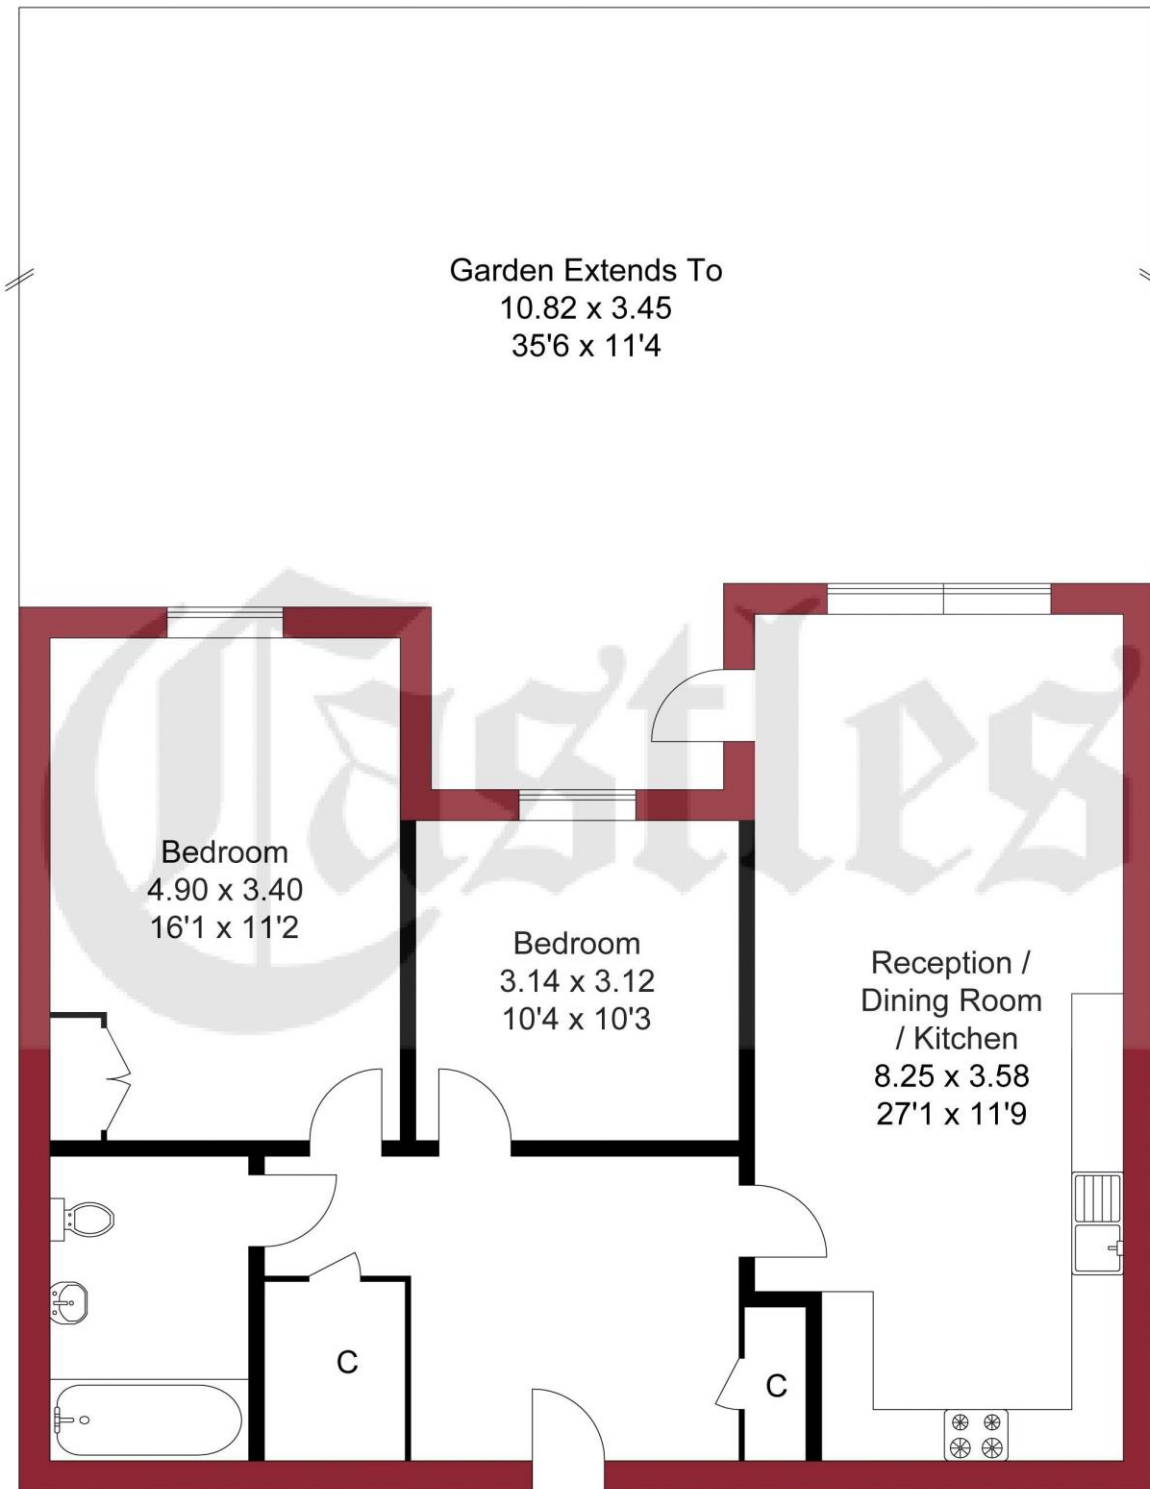 Garden Extends To
10.82 x 3.45
35'6 x 11'4
Castles
Bedroom
4.90 x 3.40
16'1 x 11'2
Bedroom
3.14 x 3.12
10'4 x 10'3
Reception /
Dining Room
/ Kitchen
8.25 x 3.58
27'1 x 11'9
C
C